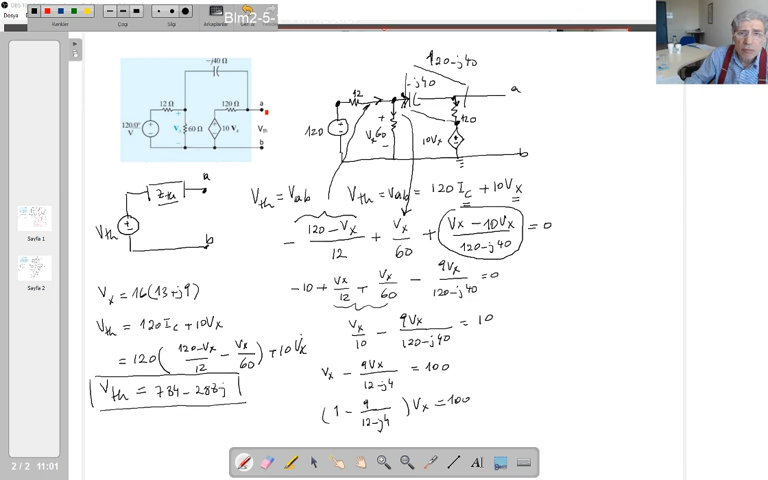 Blm2-5-
Dosya
Renkler
Çizgi
Silgi
Arkaplanlar
Sayfa 1
Sayfa 2
-j40 Ω
12 Ω
120 Ω
a
120/0° V
Vx
60 Ω
10 Vx
Vth
b
120-j40
12
-j40
a
120
+
Vx 60
-
120
10Vx
b
Zth
a
Vth
b
Vth = Vab
Vth = Vab = 120 Ic + 10Vx
- (120 - Vx)/12 + Vx/60 + (Vx - 10Vx)/(120-j40) = 0
-10 + Vx/12 + Vx/60 - 9Vx/(120-j40) = 0
Vx/10 - 9Vx/(120-j40) = 10
Vx - 9Vx/(12-j4) = 100
(1 - 9/(12-j4)) Vx = 100
Vx = 16(13+j9)
Vth = 120Ic + 10Vx
= 120((120-Vx)/12 - Vx/60) + 10Vx
Vth = 784 - 288j
2 / 2
11:01